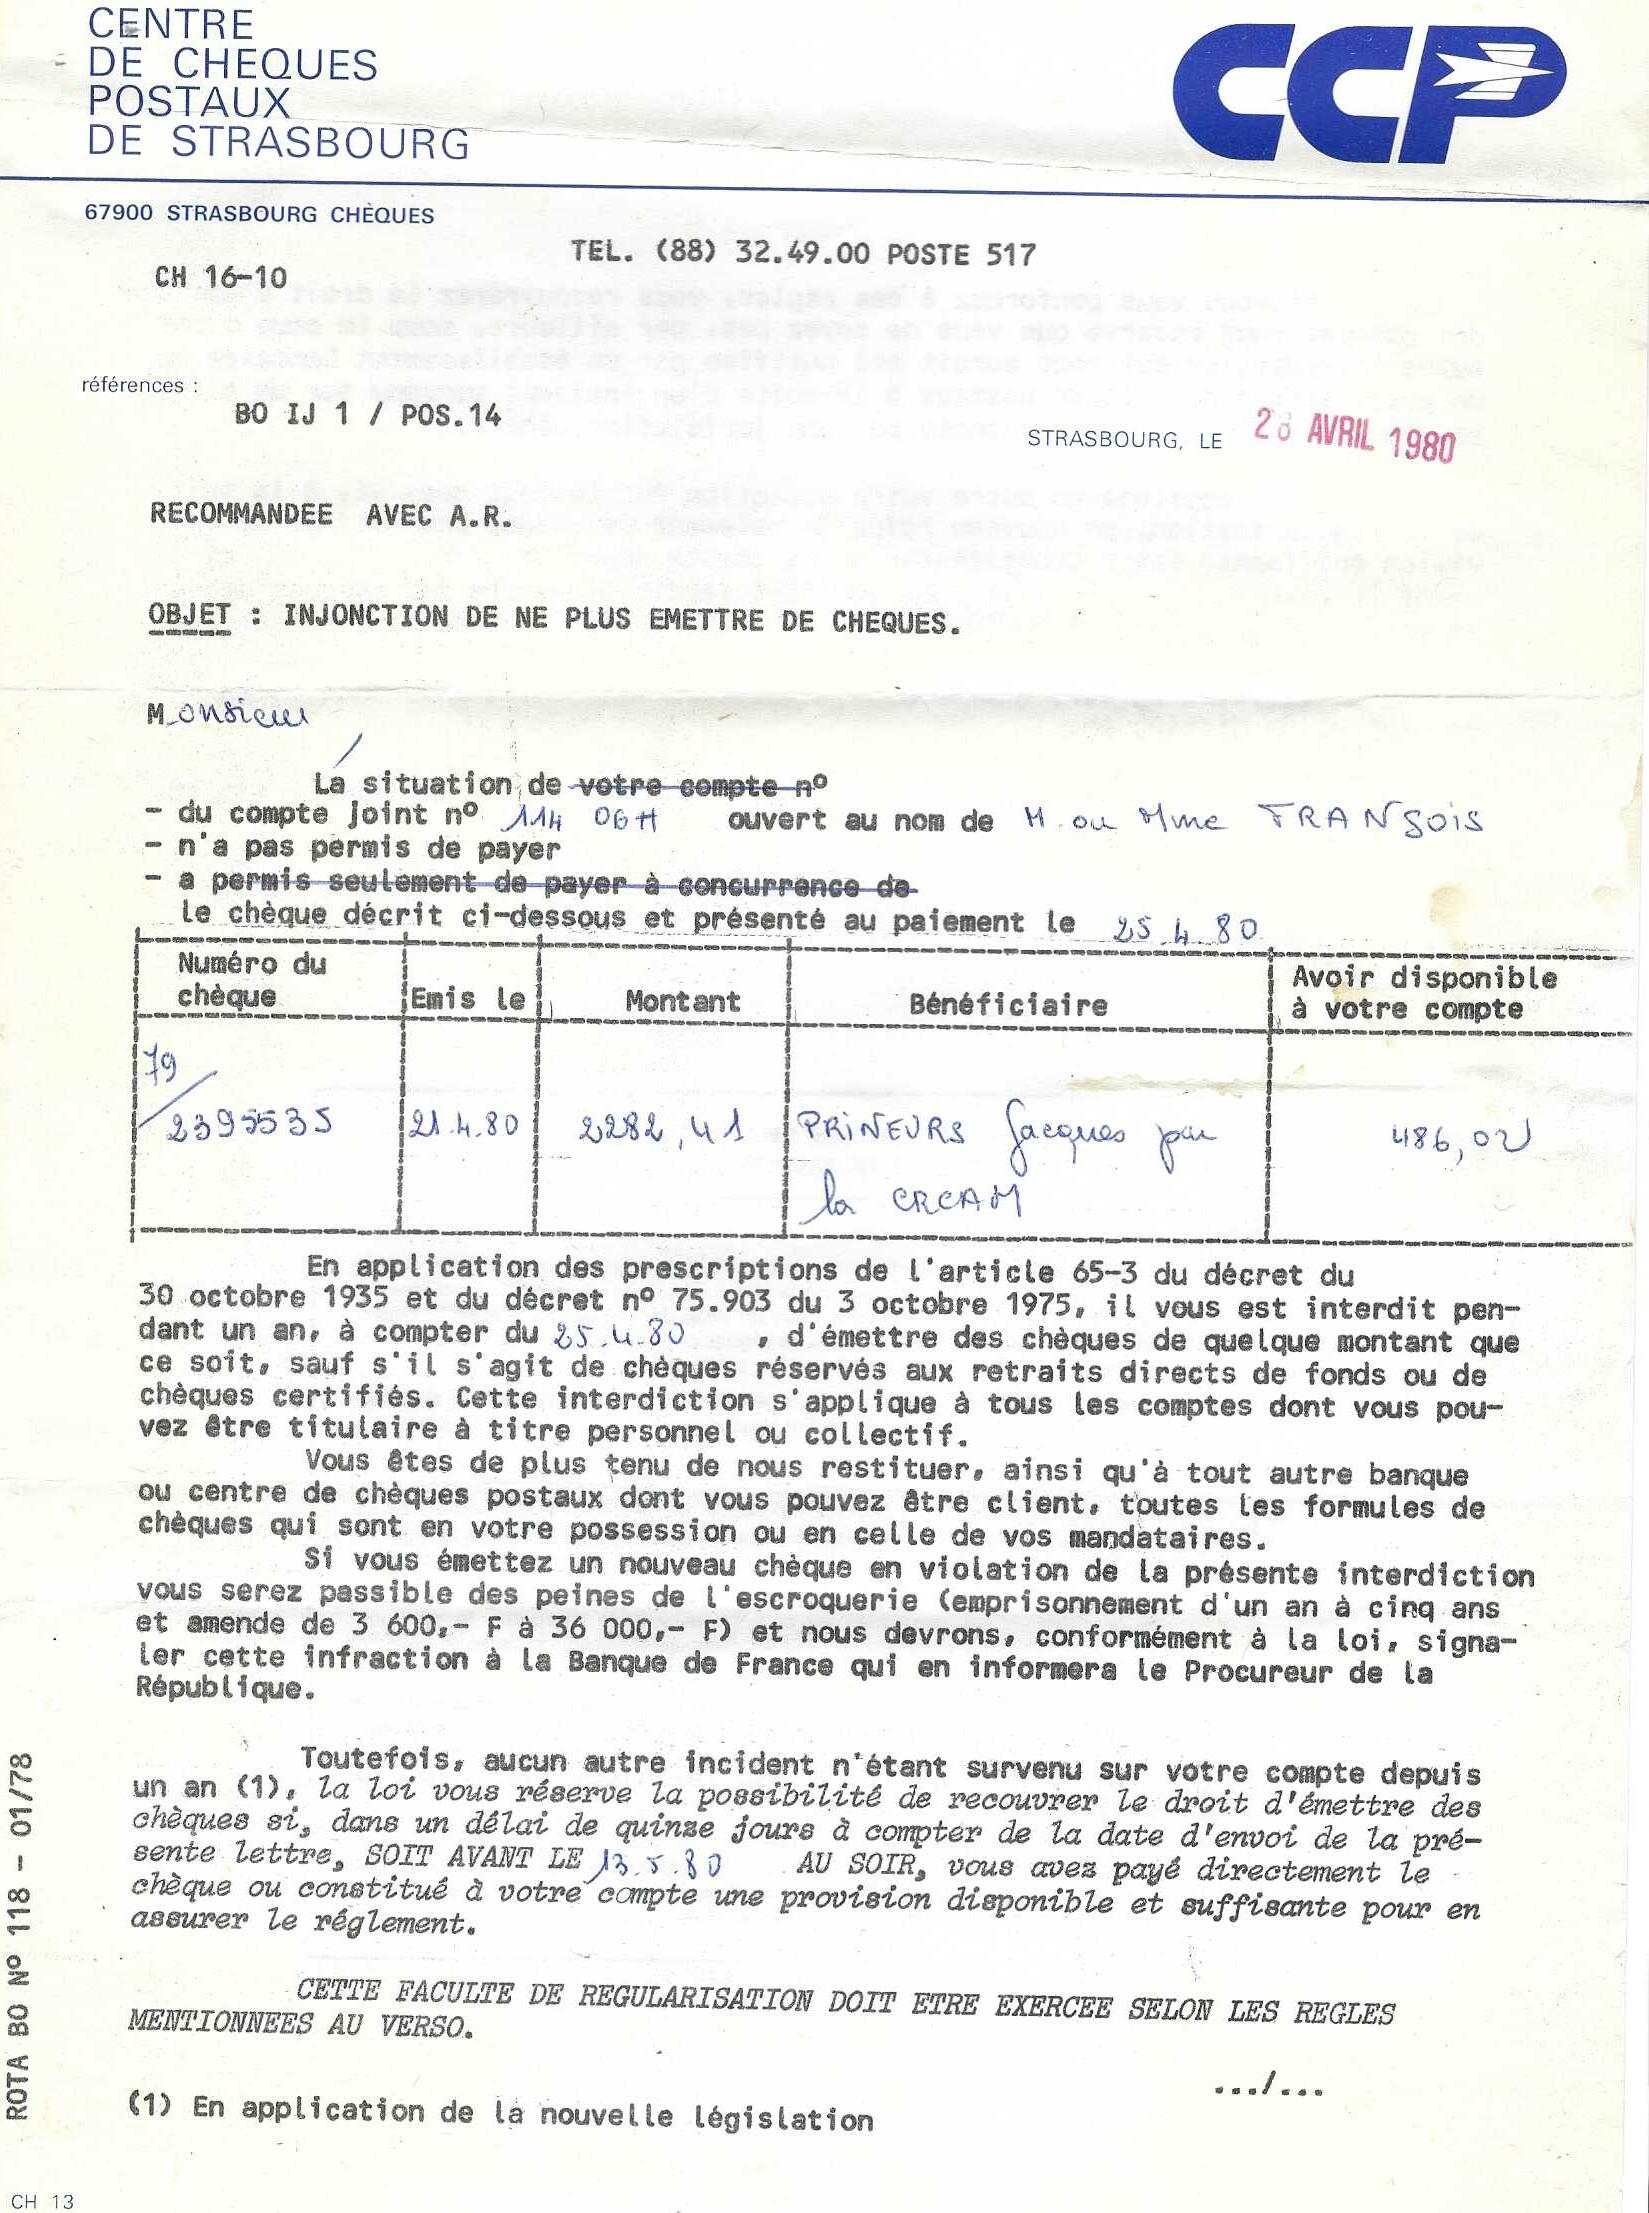 CENTRE
DE CHEQUES
POSTAUX
DE STRASBOURG
CCP
67900 STRASBOURG CHÈQUES
TEL. (88) 32.49.00 POSTE 517
CH 16-10
références :
BO IJ 1 / POS.14
STRASBOURG, LE 28 AVRIL 1980
RECOMMANDEE AVEC A.R.
OBJET : INJONCTION DE NE PLUS EMETTRE DE CHEQUES.
Monsieur
La situation de votre compte nº
- du compte joint nº 114 06H ouvert au nom de M ou Mme FRANÇOIS
- n'a pas permis de payer
- a permis seulement de payer à concurrence de
le chèque décrit ci-dessous et présenté au paiement le 25.4.80
Numéro du chèque | Emis le | Montant | Bénéficiaire | Avoir disponible à votre compte
79/2395535 | 21.4.80 | 2282,41 | PRINEURS Jacques par la CRCAM | 486,02
En application des prescriptions de l'article 65-3 du décret du
30 octobre 1935 et du décret nº 75.903 du 3 octobre 1975, il vous est interdit pen-
dant un an, à compter du 25.4.80 , d'émettre des chèques de quelque montant que
ce soit, sauf s'il s'agit de chèques réservés aux retraits directs de fonds ou de
chèques certifiés. Cette interdiction s'applique à tous les comptes dont vous pou-
vez être titulaire à titre personnel ou collectif.
Vous êtes de plus tenu de nous restituer, ainsi qu'à tout autre banque
ou centre de chèques postaux dont vous pouvez être client, toutes les formules de
chèques qui sont en votre possession ou en celle de vos mandataires.
Si vous émettez un nouveau chèque en violation de la présente interdiction
vous serez passible des peines de l'escroquerie (emprisonnement d'un an à cinq ans
et amende de 3 600,- F à 36 000,- F) et nous devrons, conformément à la loi, signa-
ler cette infraction à la Banque de France qui en informera le Procureur de la
République.
Toutefois, aucun autre incident n'étant survenu sur votre compte depuis
un an (1), la loi vous réserve la possibilité de recouvrer le droit d'émettre des
chèques si, dans un délai de quinze jours à compter de la date d'envoi de la pré-
sente lettre, SOIT AVANT LE 13.5.80 AU SOIR, vous avez payé directement le
chèque ou constitué à votre compte une provision disponible et suffisante pour en
assurer le réglement.
CETTE FACULTE DE REGULARISATION DOIT ETRE EXERCEE SELON LES REGLES
MENTIONNEES AU VERSO.
.../...
(1) En application de la nouvelle législation
ROTA BO Nº 118 - 01/78
CH 13